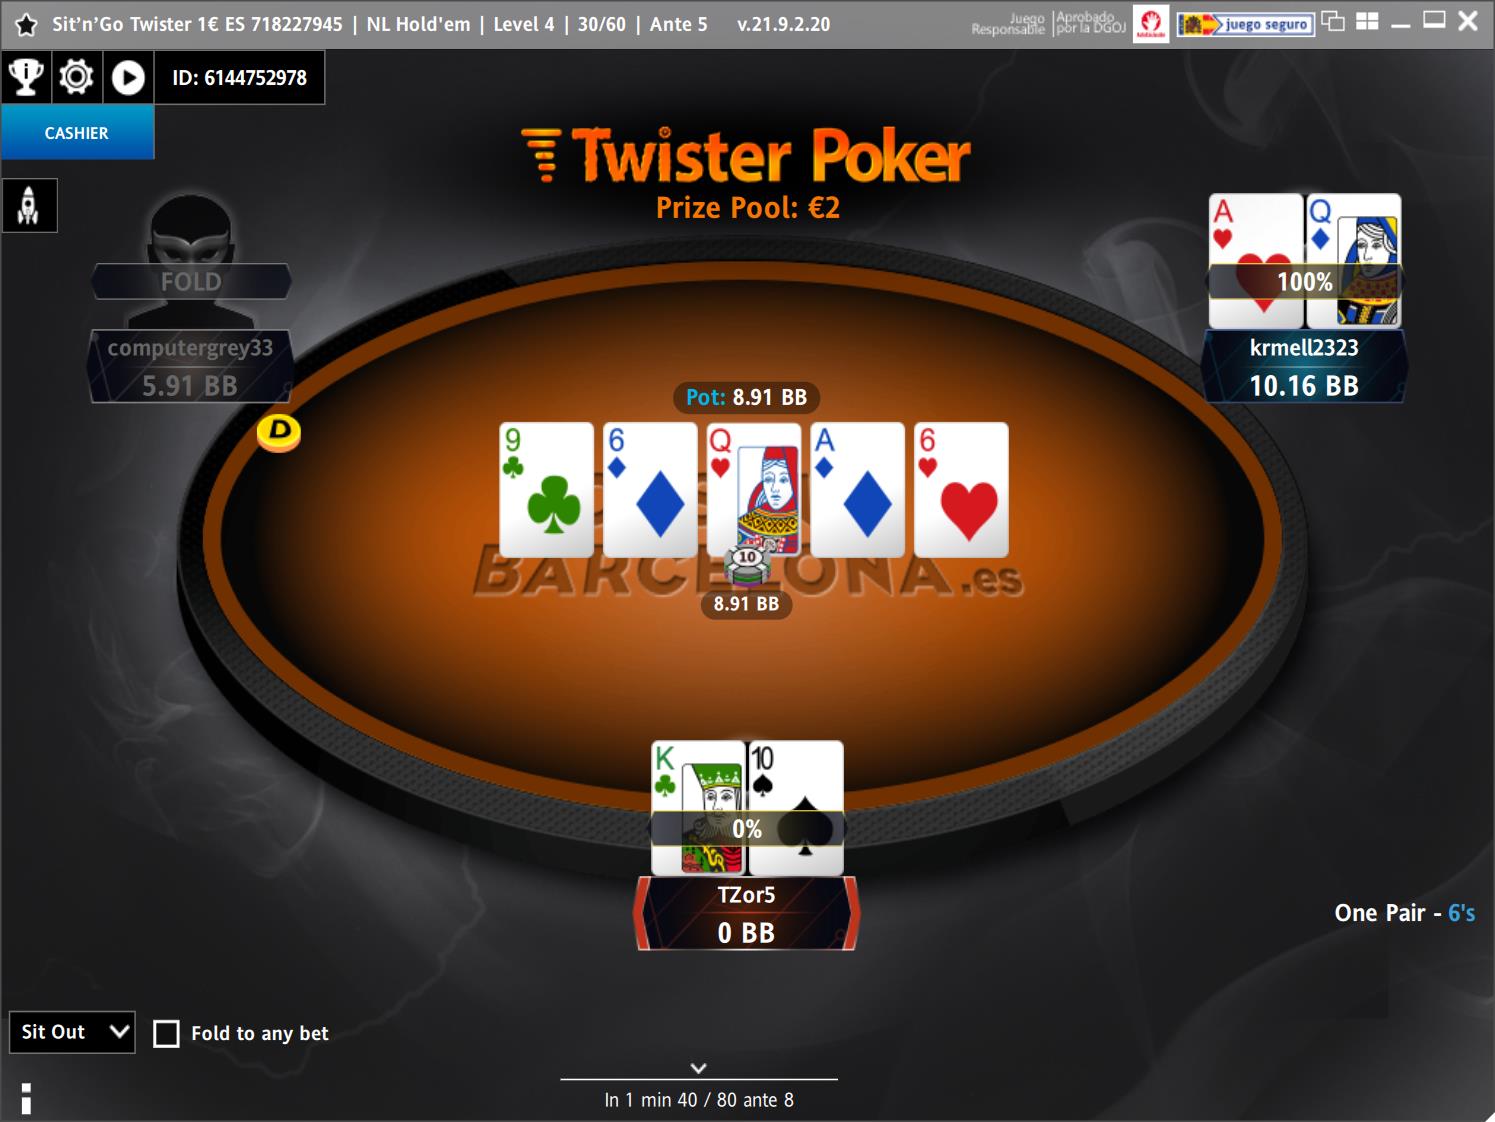 Sit’n’Go Twister 1€ ES 718227945 | NL Hold'em | Level 4 | 30/60 | Ante 5 v.21.9.2.20
Juego Responsable
Aprobado por la DGOJ
juego seguro
ID: 6144752978
CASHIER
Twister Poker
Prize Pool: €2
FOLD
computergrey33
5.91 BB
A Q
100%
krmell2323
10.16 BB
D
Pot: 8.91 BB
9 6 Q A 6
10
BARCELONA.es
8.91 BB
K 10
0%
TZor5
0 BB
One Pair - 6's
Sit Out
Fold to any bet
In 1 min 40 / 80 ante 8